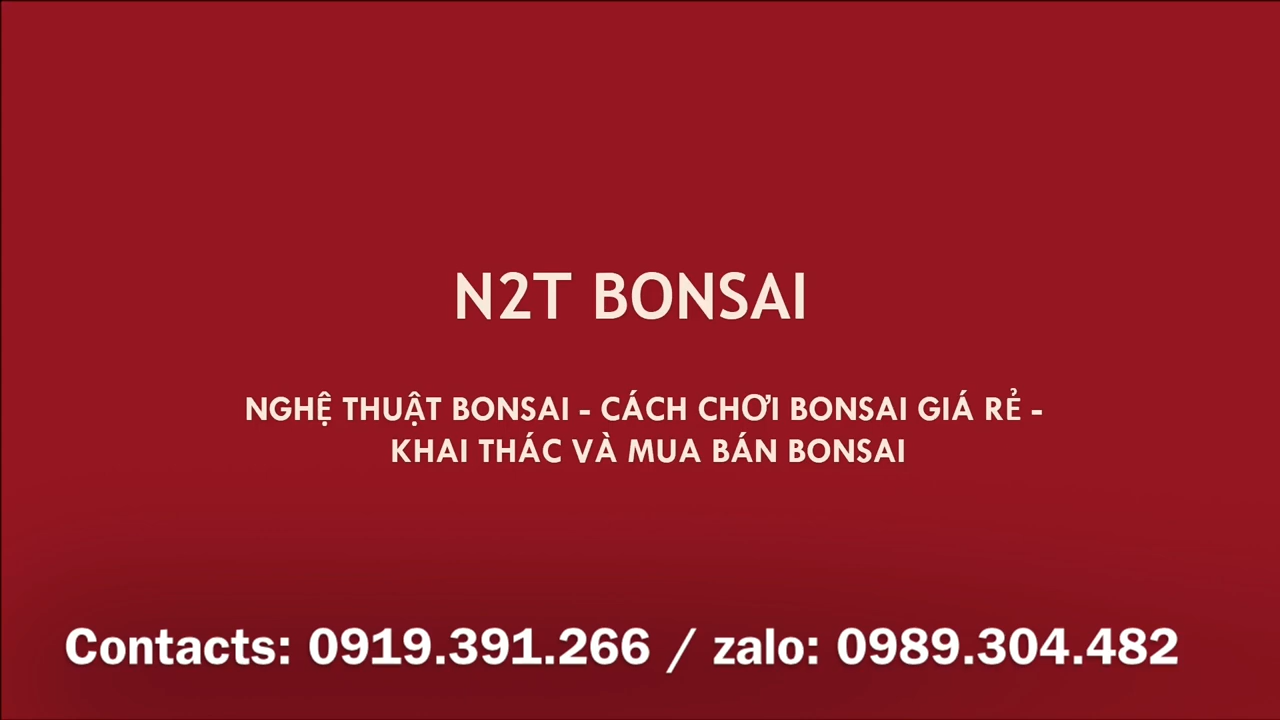 N2T BONSAI
NGHỆ THUẬT BONSAI - CÁCH CHƠI BONSAI GIÁ RẺ -
KHAI THÁC VÀ MUA BÁN BONSAI
Contacts: 0919.391.266 / zalo: 0989.304.482